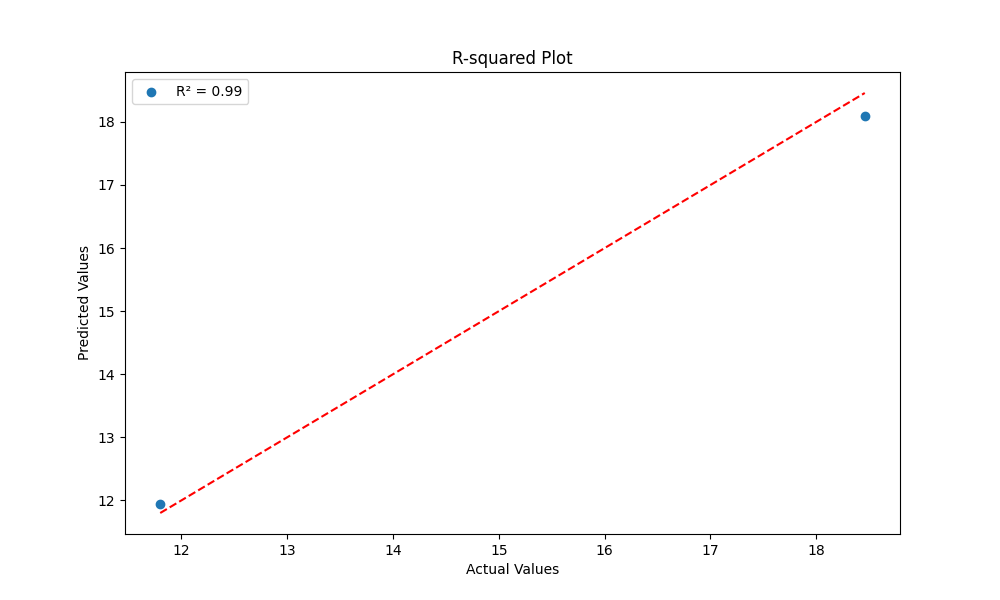 R-squared Plot
R² = 0.99
18
17
16
15
14
13
12
Predicted Values
12 13 14 15 16 17 18
Actual Values